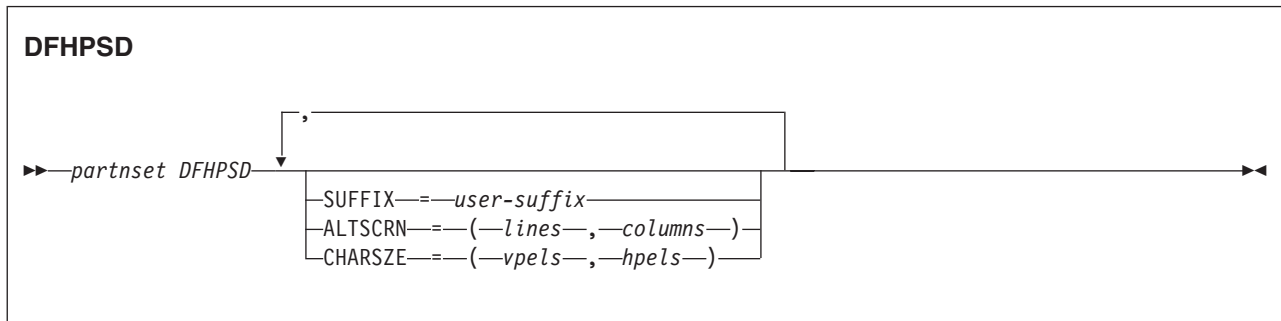 DFHPSD
,
partnset DFHPSD
SUFFIX = user-suffix
ALTSCRN = ( lines , columns )
CHARSZE = ( vpels , hpels )